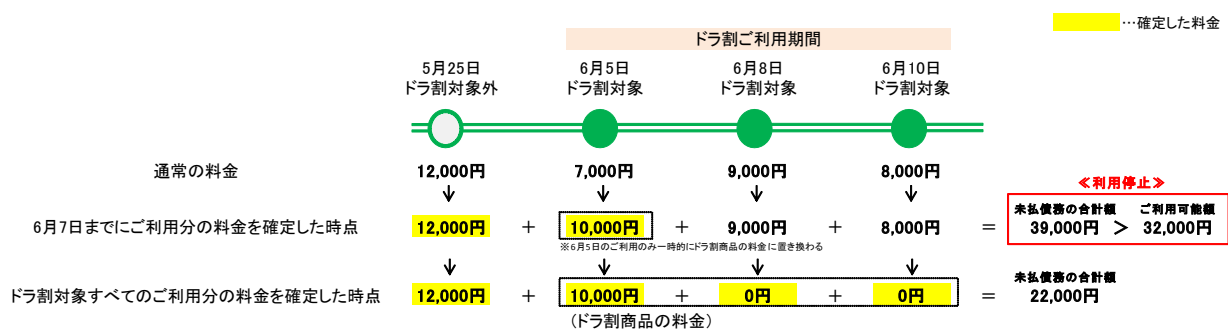 …確定した料金
ドラ割ご利用期間
5月25日 6月5日 6月8日 6月10日
ドラ割対象外 ドラ割対象 ドラ割対象 ドラ割対象
通常の料金 12,000円 7,000円 9,000円 8,000円
≪利用停止≫
未払債務の合計額 ご利用可能額
6月7日までにご利用分の料金を確定した時点 12,000円 + 10,000円 + 9,000円 + 8,000円 = 39,000円 > 32,000円
※6月5日のご利用のみ一時的にドラ割商品の料金に置き換わる
未払債務の合計額
ドラ割対象すべてのご利用分の料金を確定した時点 12,000円 + 10,000円 + 0円 + 0円 = 22,000円
(ドラ割商品の料金)